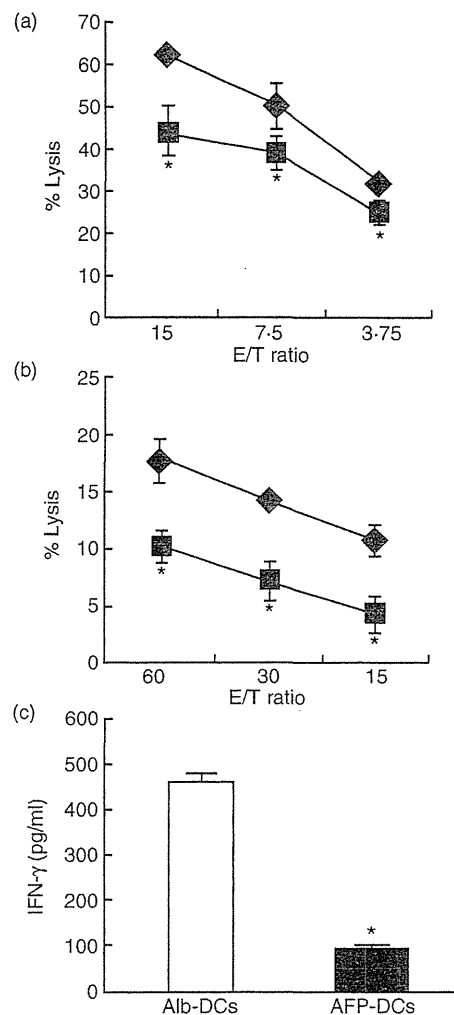 (a)
70
60
50
40
30
20
10
0
% Lysis
*
*
*
15 7·5 3·75
E/T ratio
(b)
25
20
15
10
5
0
% Lysis
*
*
*
60 30 15
E/T ratio
(c)
600
500
400
300
200
100
0
IFN-γ (pg/ml)
*
Alb-DCs AFP-DCs